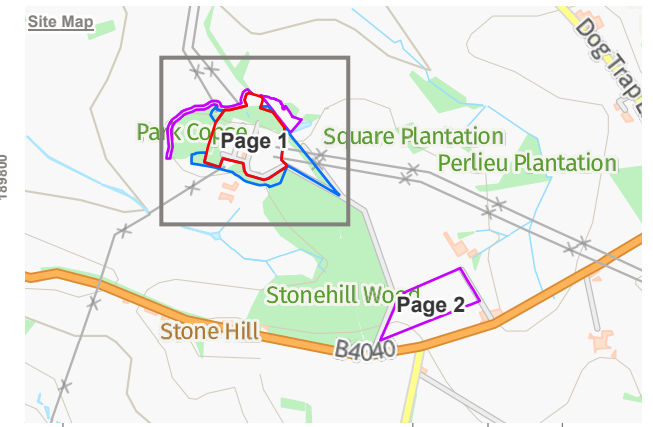 Site Map
Dog Trap
Park Copse
Page 1
Square Plantation
Perlieu Plantation
189800
Stonehill Wood
Page 2
Stone Hill
B4040